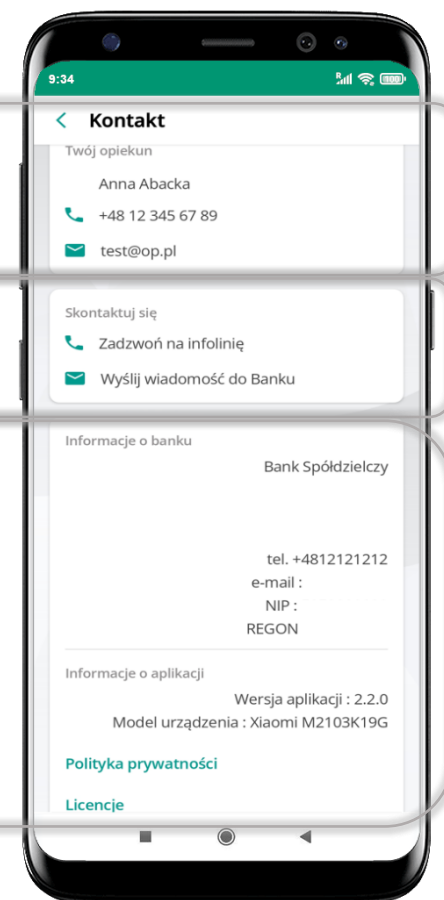 9:34
R
100
Kontakt
Twój opiekun
Anna Abacka
+48 12 345 67 89
test@op.pl
Skontaktuj się
Zadzwoń na infolinię
Wyślij wiadomość do Banku
Informacje o banku
Bank Spółdzielczy
tel. +4812121212
e-mail :
NIP :
REGON
Informacje o aplikacji
Wersja aplikacji : 2.2.0
Model urządzenia : Xiaomi M2103K19G
Polityka prywatności
Licencje